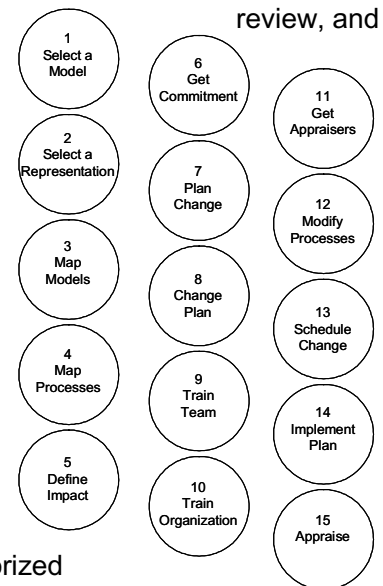 review, and
1
Select a
Model
2
Select a
Representation
3
Map
Models
4
Map
Processes
5
Define
Impact
6
Get
Commitment
7
Plan
Change
8
Change
Plan
9
Train
Team
10
Train
Organization
11
Get
Appraisers
12
Modify
Processes
13
Schedule
Change
14
Implement
Plan
15
Appraise